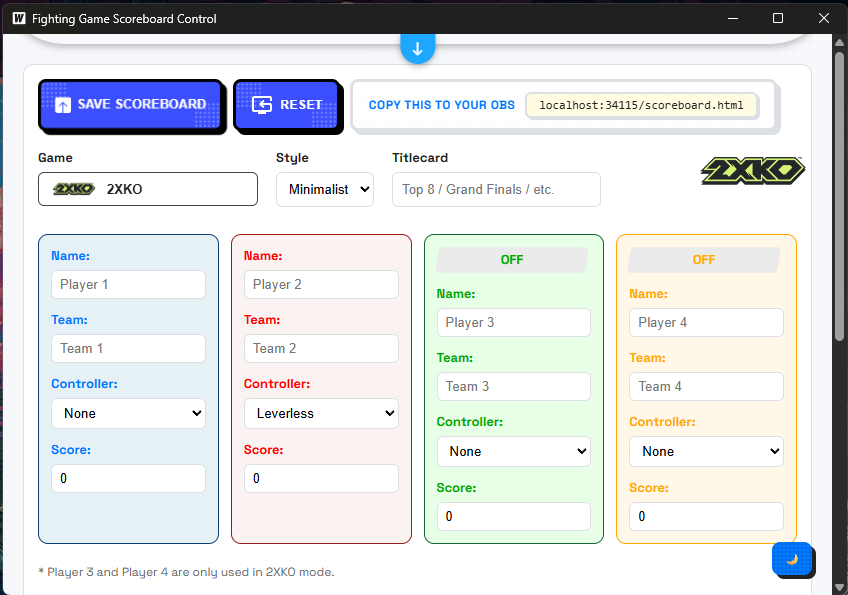 Fighting Game Scoreboard Control
SAVE SCOREBOARD
RESET
COPY THIS TO YOUR OBS
localhost:34115/scoreboard.html
Game
Style
Titlecard
2XKO
2XKO
Minimalist
Top 8 / Grand Finals / etc.
2XKO
Name:
Player 1
Team:
Team 1
Controller:
None
Score:
0
Name:
Player 2
Team:
Team 2
Controller:
Leverless
Score:
0
OFF
Name:
Player 3
Team:
Team 3
Controller:
None
Score:
0
OFF
Name:
Player 4
Team:
Team 4
Controller:
None
Score:
0
* Player 3 and Player 4 are only used in 2XKO mode.